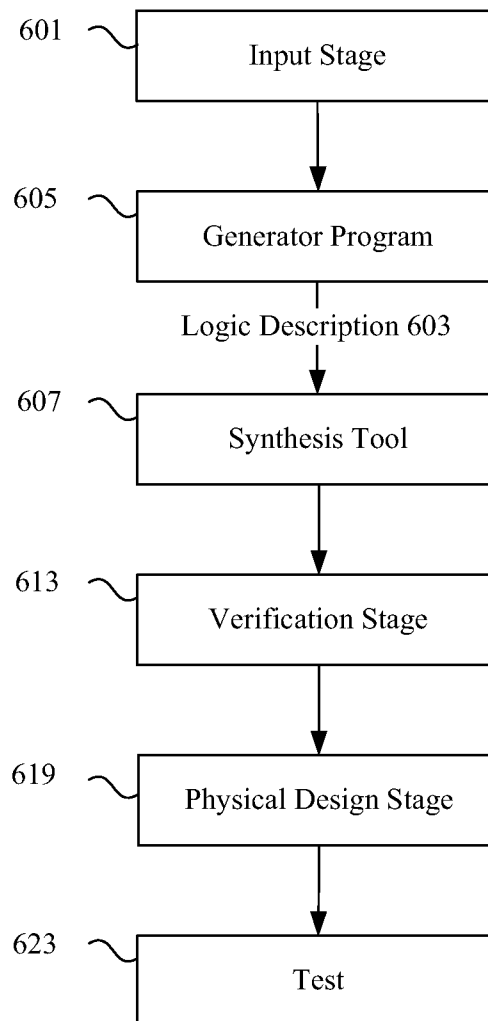 601
Input Stage
605
Generator Program
Logic Description 603
607
Synthesis Tool
613
Verification Stage
619
Physical Design Stage
623
Test